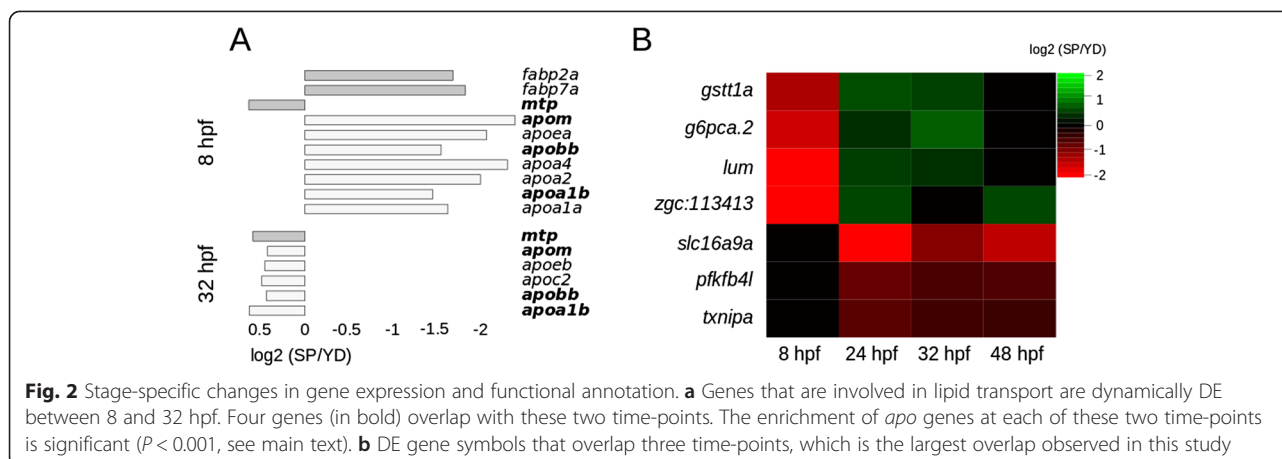 A
fabp2a
fabp7a
mtp
apom
apoea
apobb
apoa4
apoa2
apoa1b
apoa1a
8 hpf
mtp
apom
apoeb
apoc2
apobb
apoa1b
32 hpf
0.5 0 -0.5 -1 -1.5 -2
log2 (SP/YD)
B
log2 (SP/YD)
2
1
0
-1
-2
gstt1a
g6pca.2
lum
zgc:113413
slc16a9a
pfkfb4l
txnipa
8 hpf 24 hpf 32 hpf 48 hpf
Fig. 2 Stage-specific changes in gene expression and functional annotation. a Genes that are involved in lipid transport are dynamically DE
between 8 and 32 hpf. Four genes (in bold) overlap with these two time-points. The enrichment of apo genes at each of these two time-points
is significant (P < 0.001, see main text). b DE gene symbols that overlap three time-points, which is the largest overlap observed in this study